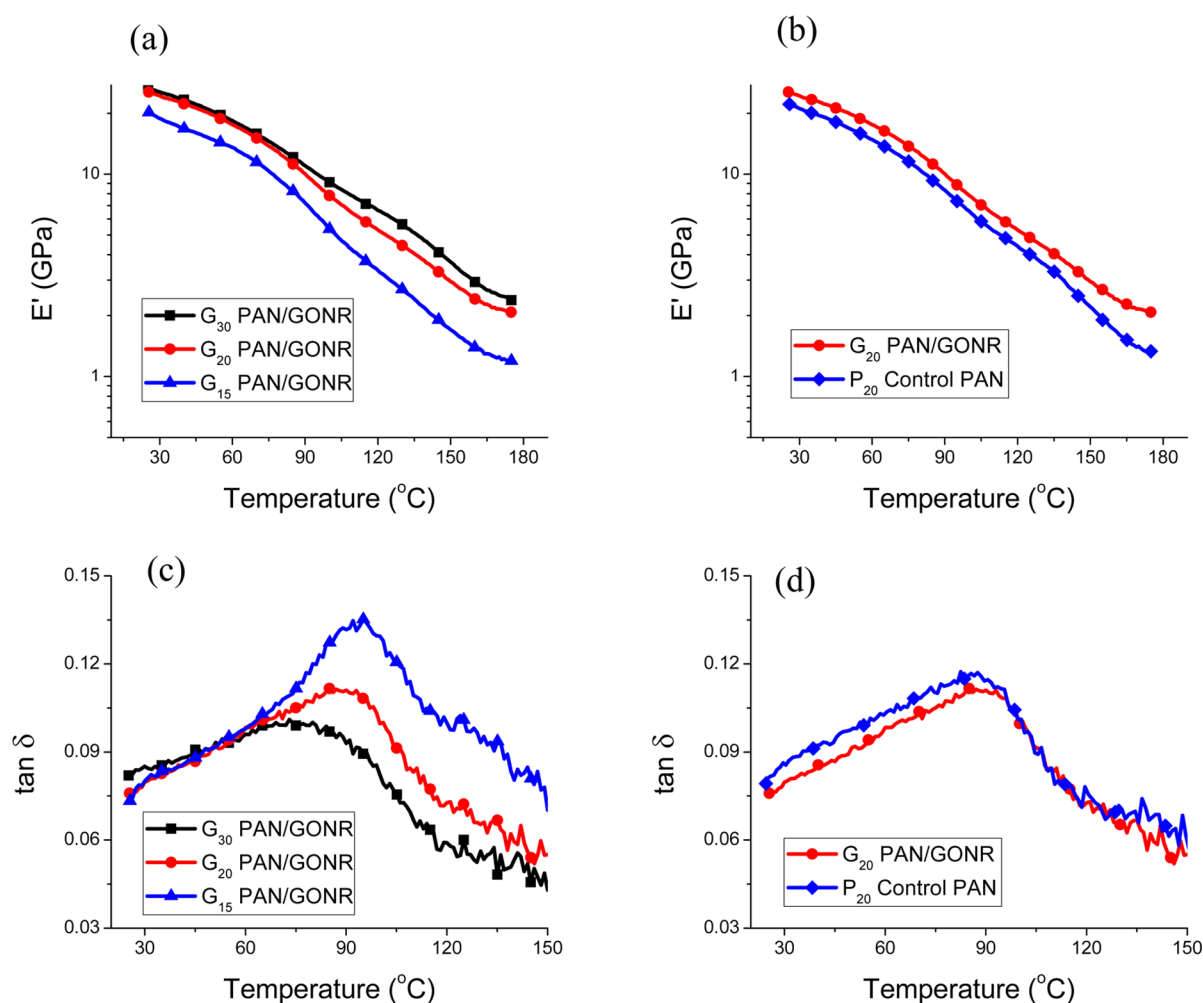 (a)
E' (GPa)
10
1
G30 PAN/GONR
G20 PAN/GONR
G15 PAN/GONR
30 60 90 120 150 180
Temperature (°C)
(b)
E' (GPa)
10
1
G20 PAN/GONR
P20 Control PAN
30 60 90 120 150 180
Temperature (°C)
(c)
tan δ
0.15
0.12
0.09
0.06
0.03
G30 PAN/GONR
G20 PAN/GONR
G15 PAN/GONR
30 60 90 120 150
Temperature (°C)
(d)
tan δ
0.15
0.12
0.09
0.06
0.03
G20 PAN/GONR
P20 Control PAN
30 60 90 120 150
Temperature (°C)